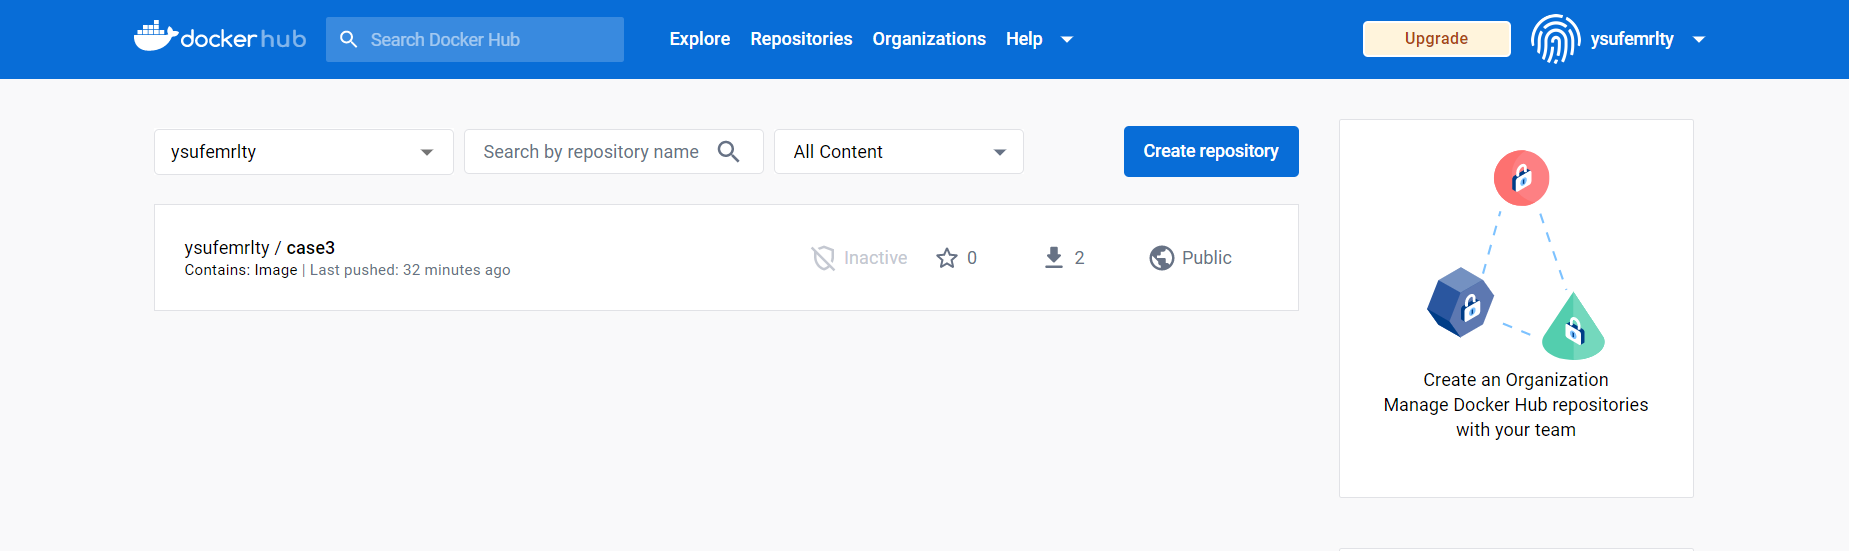 docker hub
Search Docker Hub
Explore Repositories Organizations Help
Upgrade
ysufemrlty
ysufemrlty
Search by repository name
All Content
Create repository
ysufemrlty / case3
Contains: Image | Last pushed: 32 minutes ago
Inactive
0
2
Public
Create an Organization
Manage Docker Hub repositories
with your team